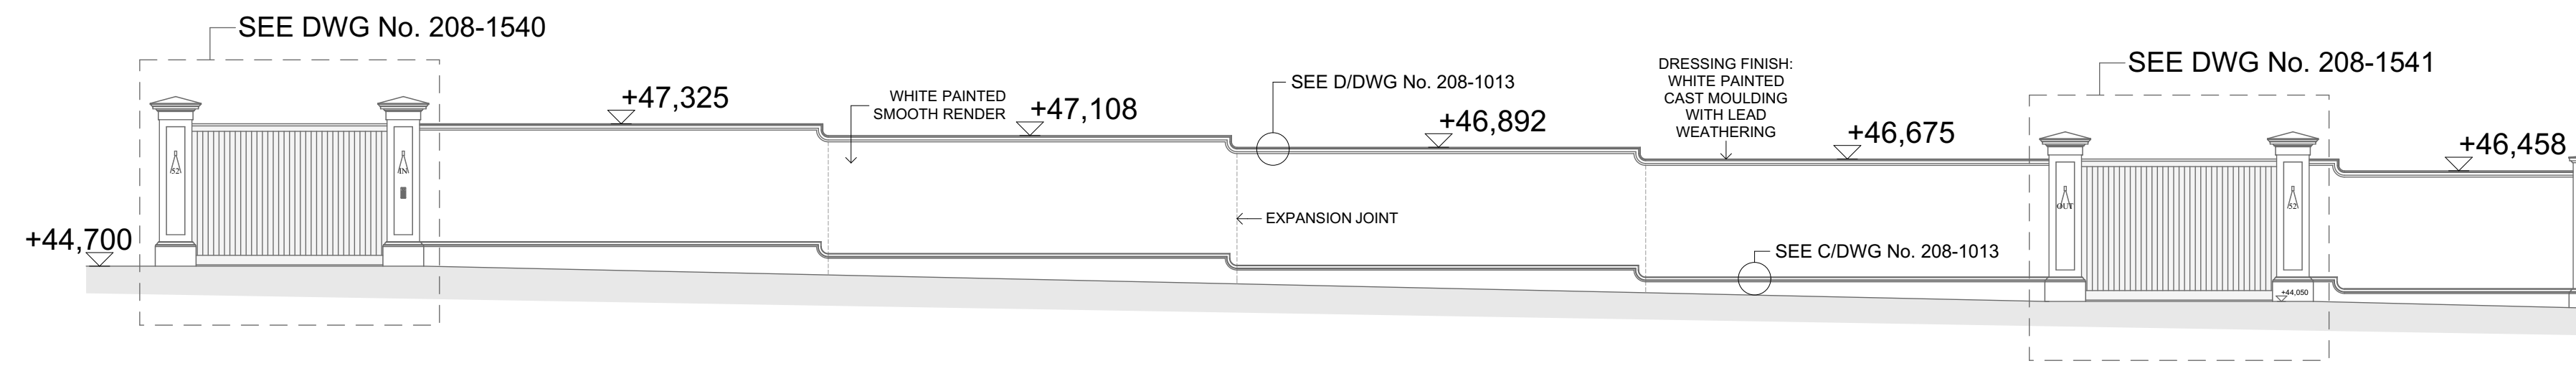 SEE DWG No. 208-1540
SEE DWG No. 208-1541
DRESSING FINISH:
WHITE PAINTED
CAST MOULDING
WITH LEAD
WEATHERING
SEE D/DWG No. 208-1013
WHITE PAINTED
SMOOTH RENDER
+47,325
+47,108
+46,892
+46,675
+46,458
52
IN
OUT
52
EXPANSION JOINT
+44,700
SEE C/DWG No. 208-1013
+44,050